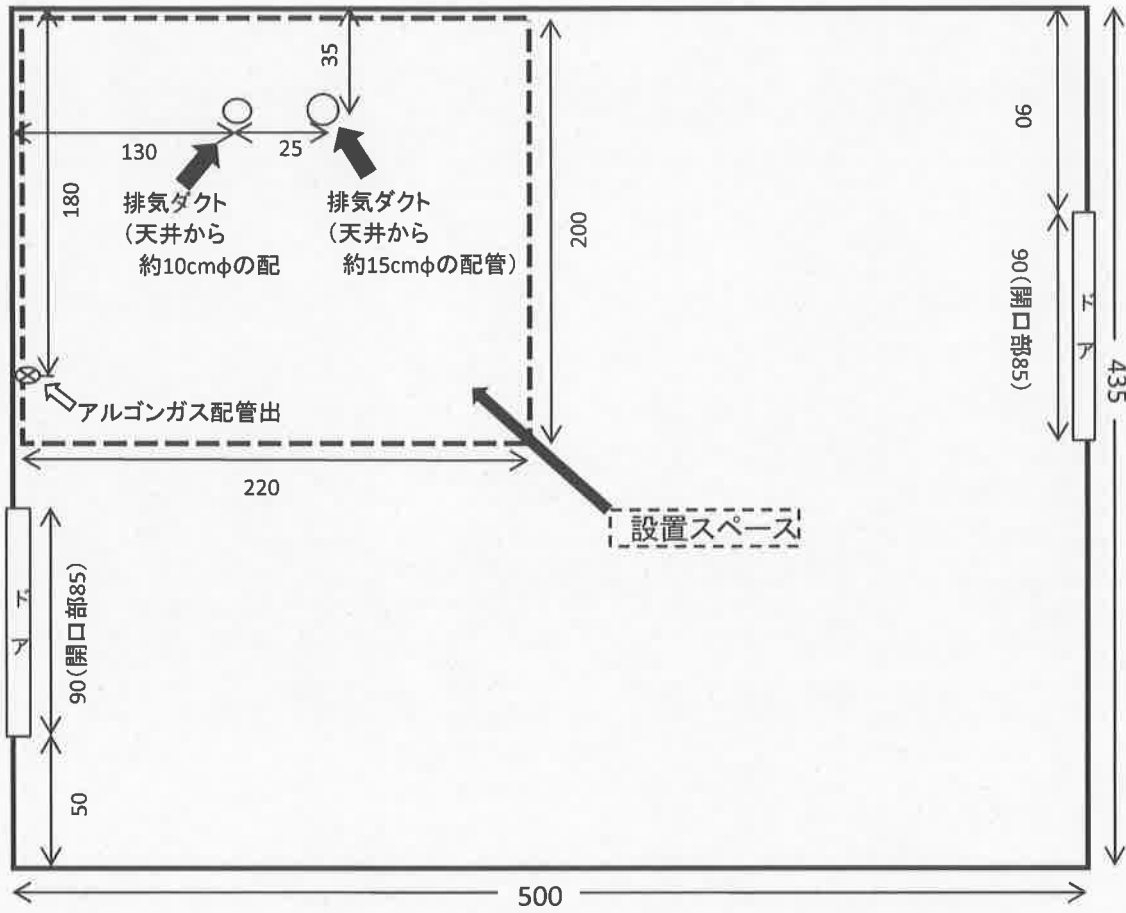 35
90
130
25
180
200
排気ダクト
(天井から
約10cmφの配
排気ダクト
(天井から
約15cmφの配管)
90(開口部85)
ドア
435
アルゴンガス配管出
220
設置スペース
ドア
90(開口部85)
50
500